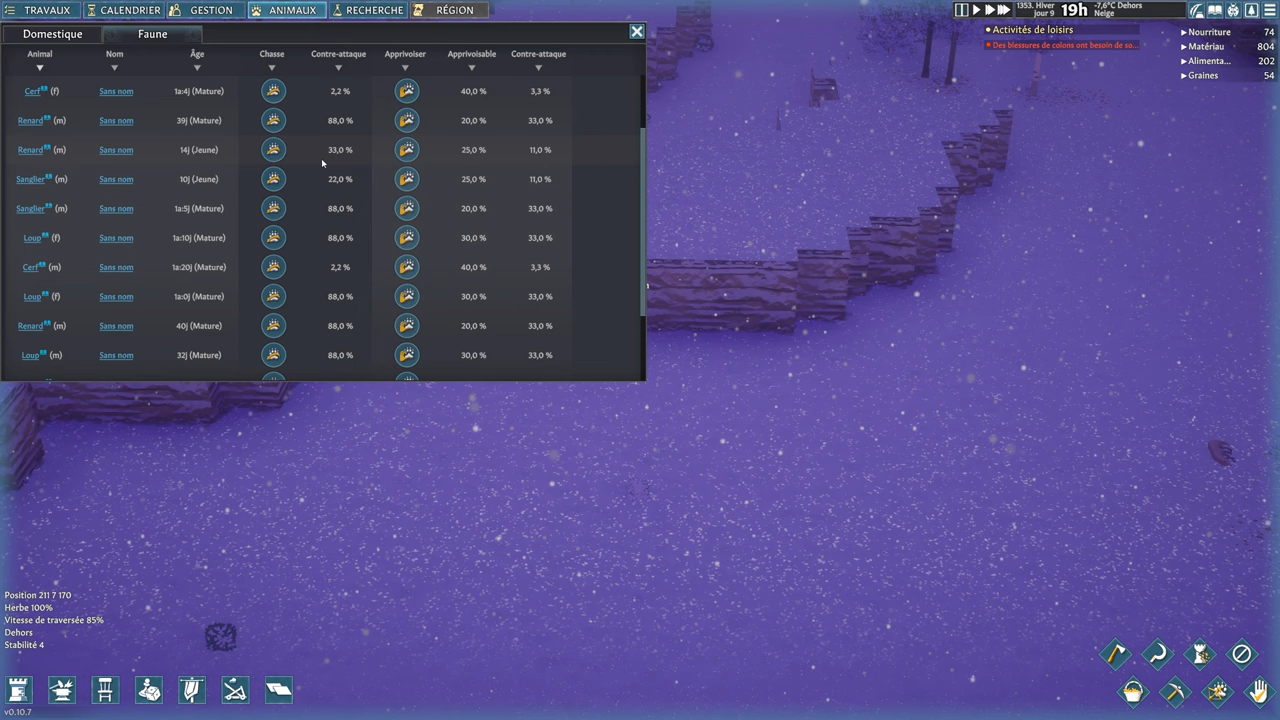 TRAVAUX CALENDRIER GESTION ANIMAUX RECHERCHE RÉGION
1353. Hiver
Jour 9
19h
-7,6°C Dehors
Neige
Activités de loisirs
Des blessures de colons ont besoin de so...
Nourriture 74
Matériau 804
Alimenta... 202
Graines 54
Domestique Faune
Animal Nom Âge Chasse Contre-attaque Apprivoiser Apprivoisable Contre-attaque
Cerf (f) Sans nom 1a:4j (Mature) 2,2 % 40,0 % 3,3 %
Renard (m) Sans nom 39j (Mature) 88,0 % 20,0 % 33,0 %
Renard (m) Sans nom 14j (Jeune) 33,0 % 25,0 % 11,0 %
Sanglier (m) Sans nom 10j (Jeune) 22,0 % 25,0 % 11,0 %
Sanglier (m) Sans nom 1a:5j (Mature) 88,0 % 20,0 % 33,0 %
Loup (f) Sans nom 1a:10j (Mature) 88,0 % 30,0 % 33,0 %
Cerf (m) Sans nom 1a:20j (Mature) 2,2 % 40,0 % 3,3 %
Loup (f) Sans nom 1a:0j (Mature) 88,0 % 30,0 % 33,0 %
Renard (m) Sans nom 40j (Mature) 88,0 % 20,0 % 33,0 %
Loup (m) Sans nom 32j (Mature) 88,0 % 30,0 % 33,0 %
Position 211 7 170
Herbe 100%
Vitesse de traversée 85%
Dehors
Stabilité 4
v0.10.7